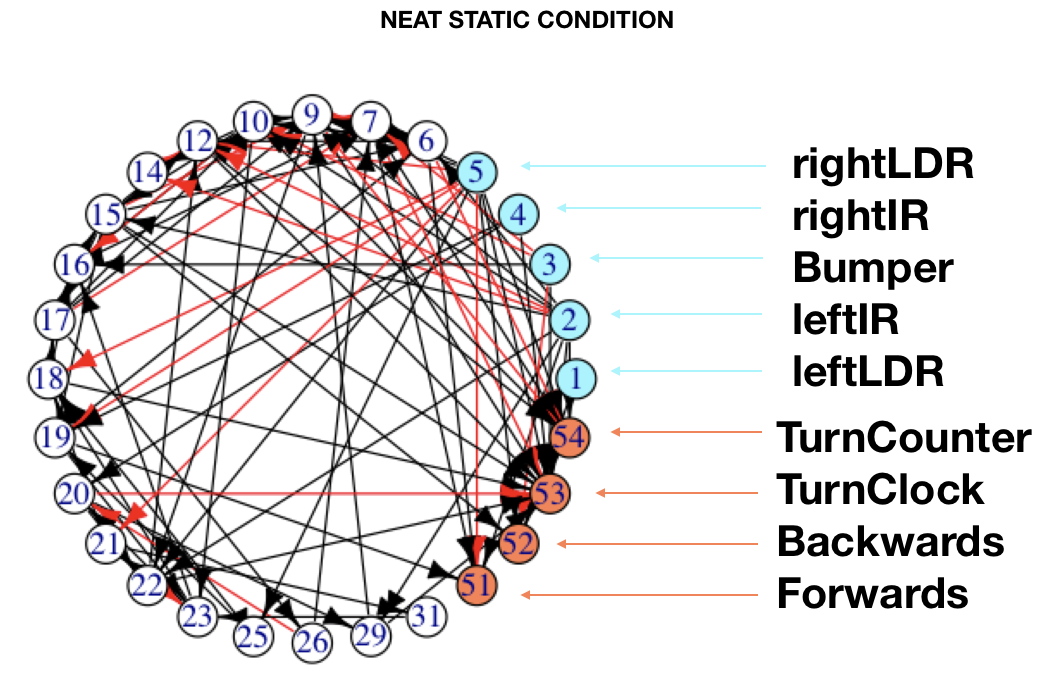 NEAT STATIC CONDITION
9
10
7
12
6
14
5
rightLDR
15
4
rightIR
16
3
Bumper
17
2
leftIR
18
1
leftLDR
19
54
TurnCounter
20
53
TurnClock
21
52
Backwards
22
51
Forwards
23
31
25
26
29